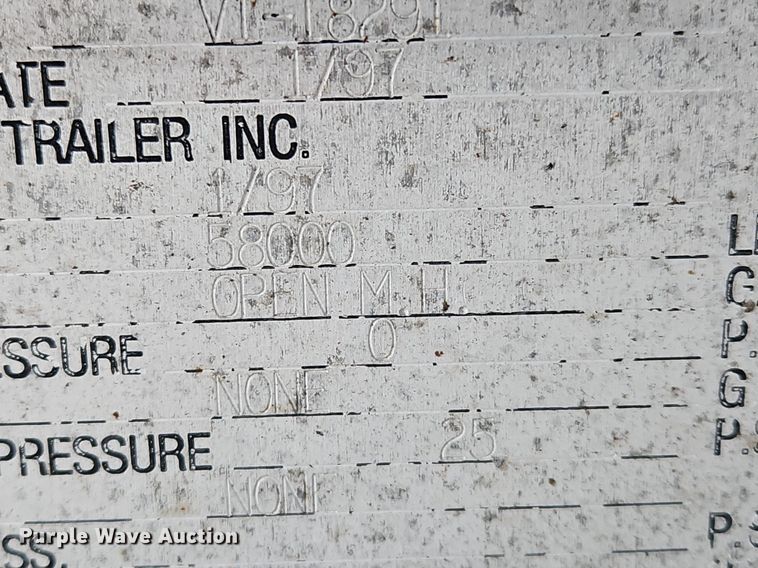 VT-18291
ATE 1/97
TRAILER INC.
1/97
58000
OPEN M.H.
SSURE 0
NONE
PRESSURE 25
NONE
SS.
Purple Wave Auction